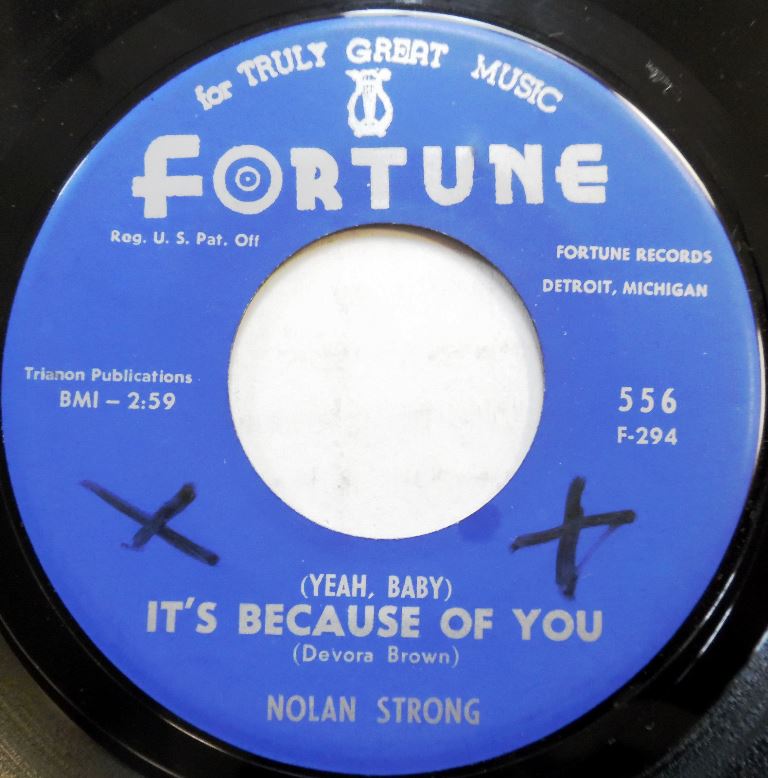 for TRULY GREAT MUSIC
FORTUNE
Reg. U. S. Pat. Off
FORTUNE RECORDS
DETROIT, MICHIGAN
Trianon Publications
BMI – 2:59
556
F-294
(YEAH, BABY)
IT'S BECAUSE OF YOU
(Devora Brown)
NOLAN STRONG